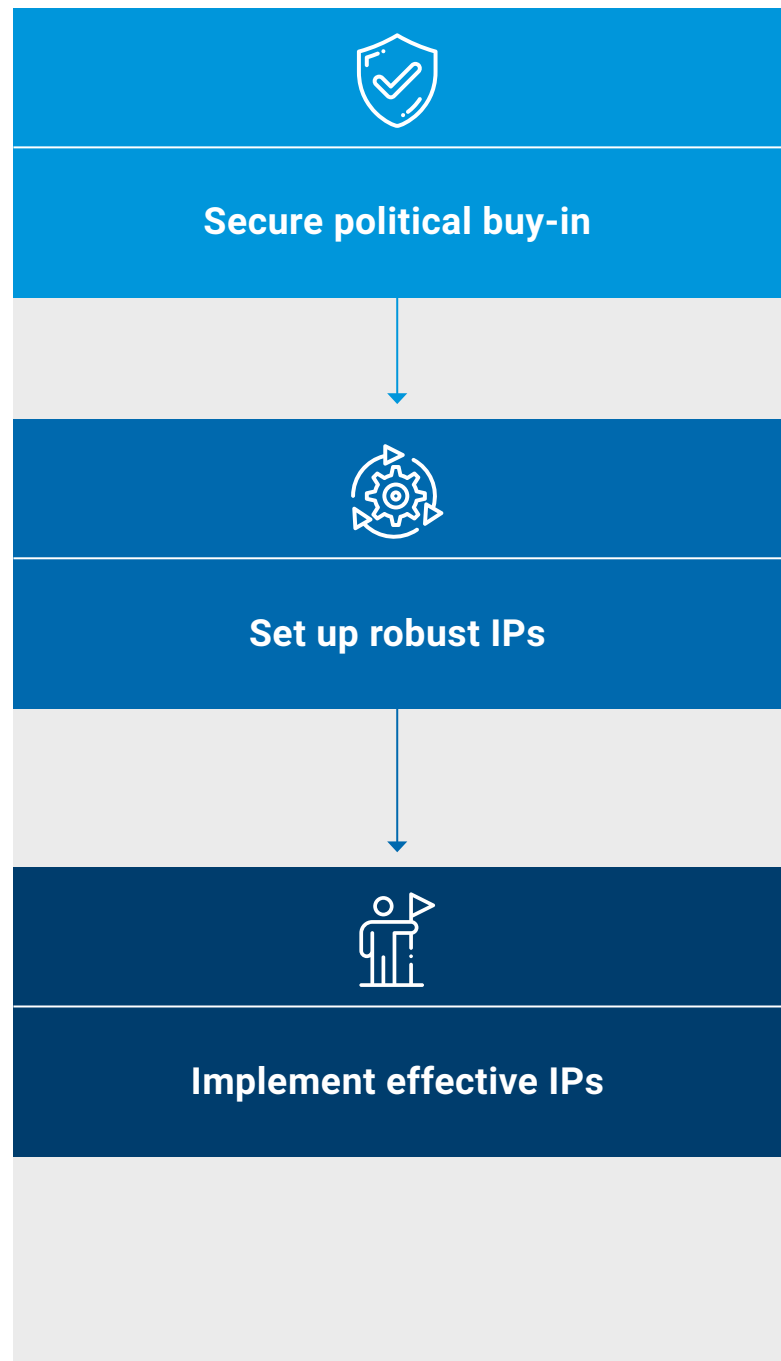 Secure political buy-in
Set up robust IPs
Implement effective IPs